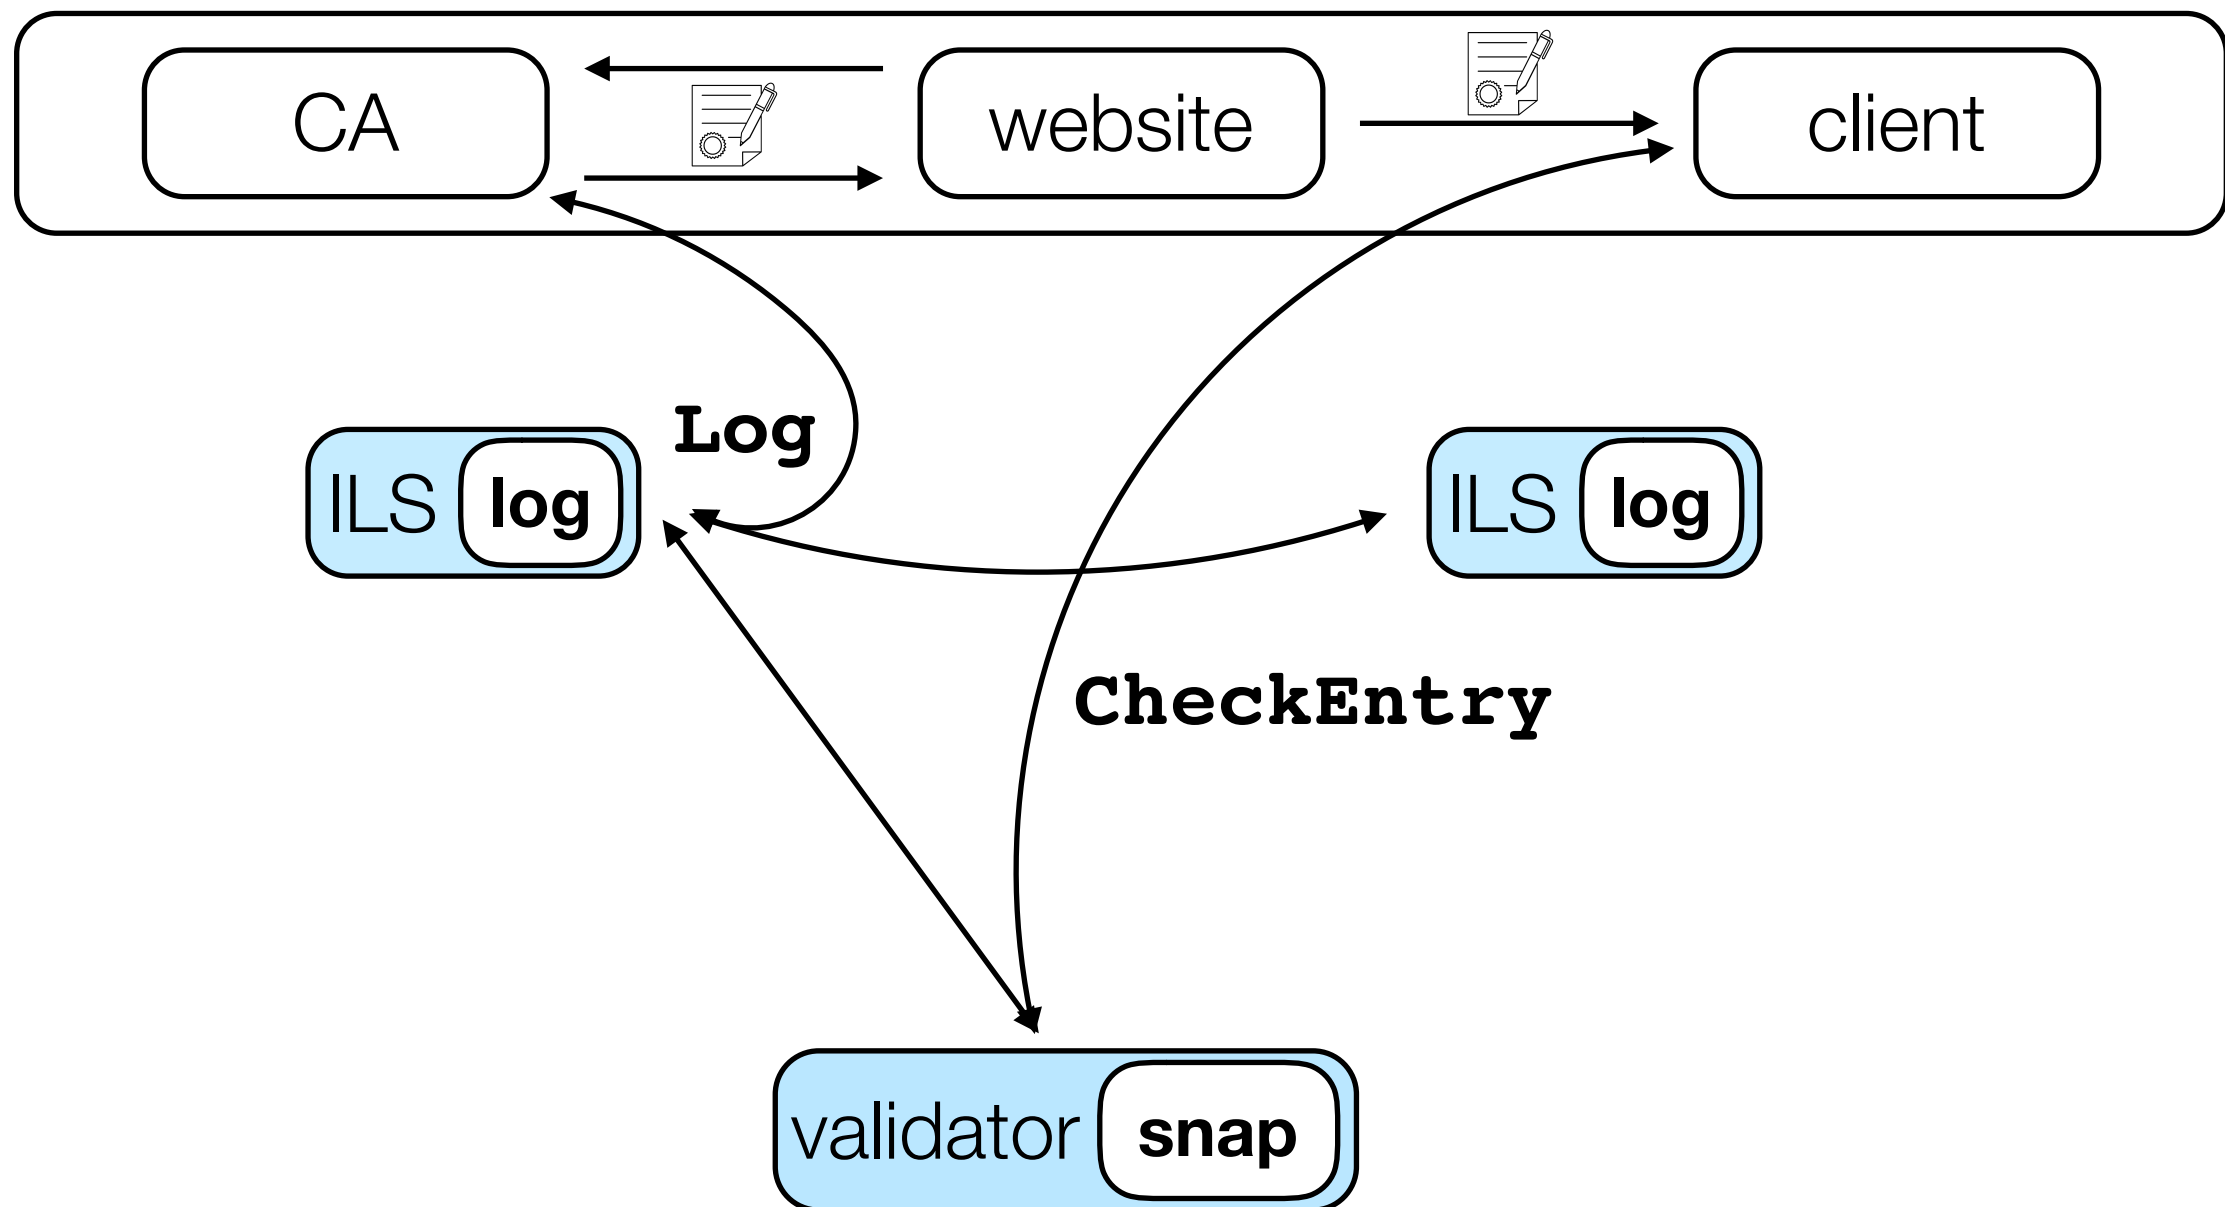 CA
website
client
Log
ILS log
ILS log
CheckEntry
validator snap